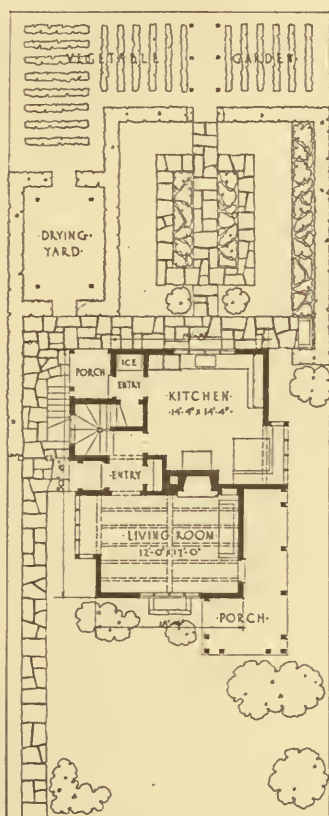 VEGETABLE GARDEN
DRYING
YARD
PORCH
ICE
ENTRY
·KITCHEN·
·14'-4" X 14'-4"·
·ENTRY·
·LIVING ROOM·
·PORCH·